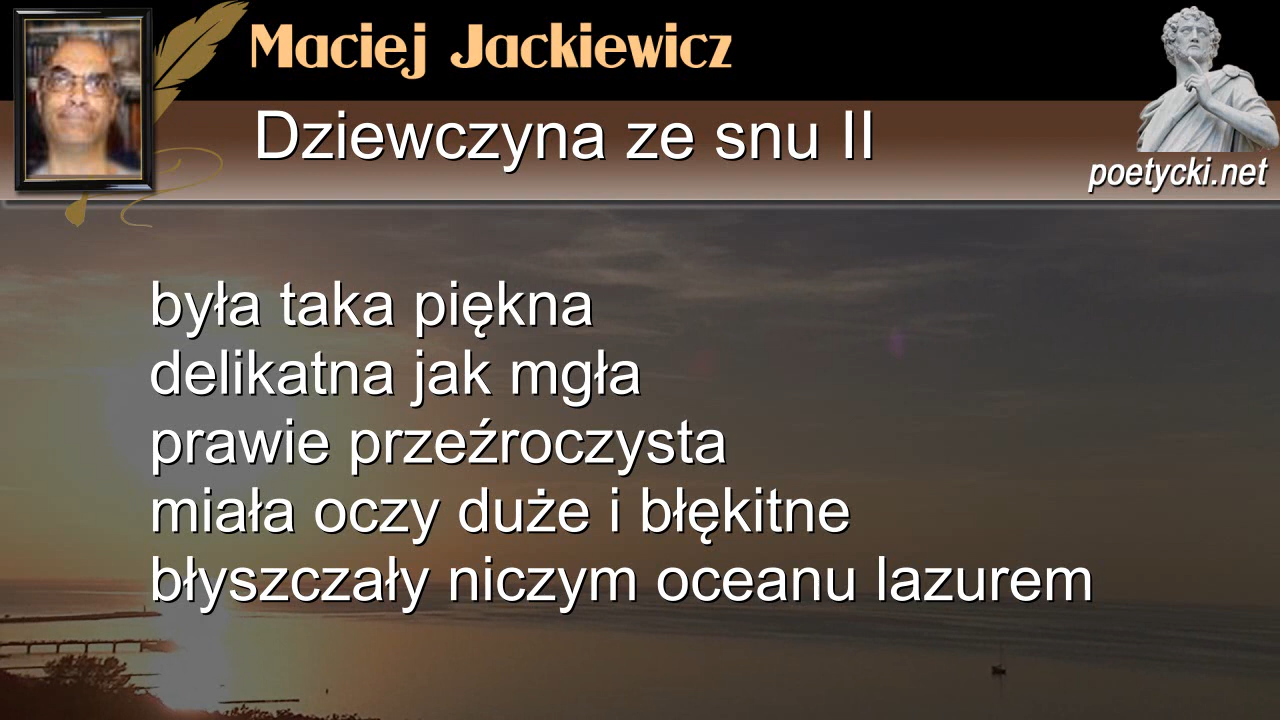 Maciej Jackiewicz
Dziewczyna ze snu II
poetycki.net
była taka piękna
delikatna jak mgła
prawie przeźroczysta
miała oczy duże i błękitne
błyszczały niczym oceanu lazurem